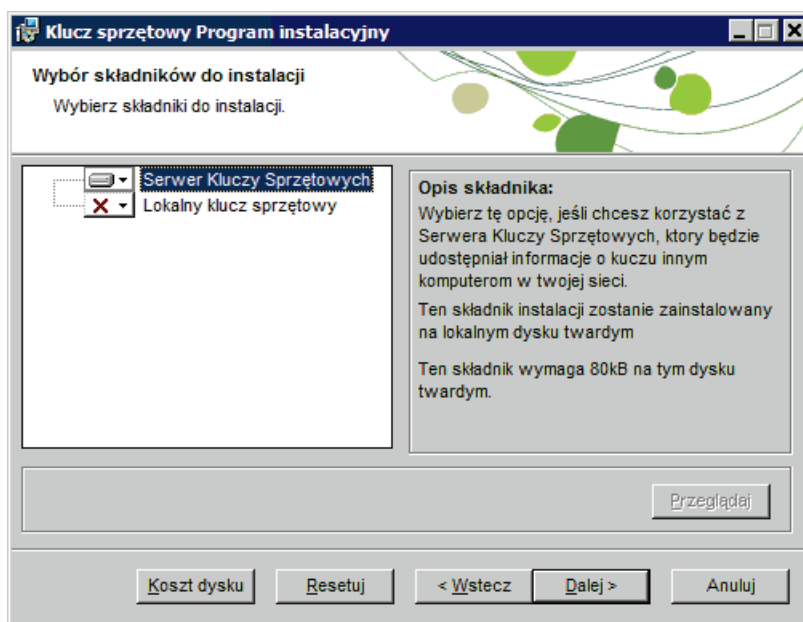 Klucz sprzętowy Program instalacyjny
Wybór składników do instalacji
Wybierz składniki do instalacji.
Serwer Kluczy Sprzętowych
Lokalny klucz sprzętowy
Opis składnika:
Wybierz tę opcję, jeśli chcesz korzystać z
Serwera Kluczy Sprzętowych, ktory będzie
udostępniał informacje o kuczu innym
komputerom w twojej sieci.
Ten składnik instalacji zostanie zainstalowany
na lokalnym dysku twardym
Ten składnik wymaga 80kB na tym dysku
twardym.
Przeglądaj
Koszt dysku Resetuj < Wstecz Dalej > Anuluj